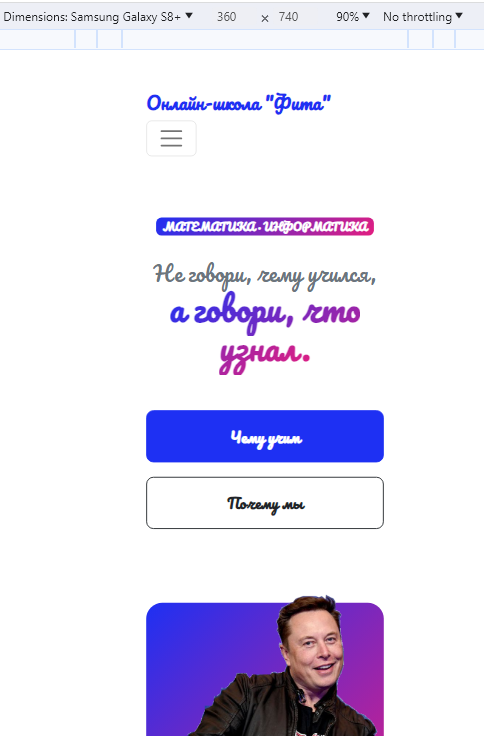 Dimensions: Samsung Galaxy S8+ 360 × 740 90% No throttling
Онлайн-школа "Фита"
МАТЕМАТИКА · ИНФОРМАТИКА
Не говори, чему учился,
а говори, что
узнал.
Чему учим
Почему мы